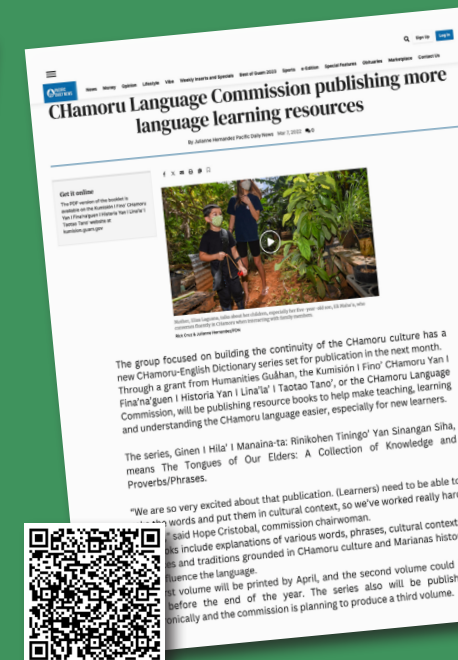 Sign Up
Log In
PACIFIC
DAILY NEWS
News Money Opinion Lifestyle Vibe Weekly Inserts and Specials Best of Guam 2023 Sports e-Edition Special Features Obituaries Marketplace Contact Us
CHamoru Language Commission publishing more
language learning resources
By Julianne Hernandez Pacific Daily News Mar 7, 2023
Get it online
The PDF version of the booklet is
available on the Kumisión I Fino' CHamoru
Yan I Fina'na'guen I Historia Yan I Lina'la' I
Taotao Tano' website at
kumision.guam.gov
The group focused on building the continuity of the CHamoru culture has a
new CHamoru-English Dictionary series set for publication in the next month.
Through a grant from Humanities Guåhan, the Kumisión I Fino' CHamoru Yan I
Fina'na'guen I Historia Yan I Lina'la' I Taotao Tano', or the CHamoru Language
Commission, will be publishing resource books to help make teaching, learning
and understanding the CHamoru language easier, especially for new learners.
The series, Ginen I Hila' I Manaina-ta: Rinikohen Tiningo' Yan Sinangan Siha,
means The Tongues of Our Elders: A Collection of Knowledge and
Proverbs/Phrases.
"We are so very excited about that publication. (Learners) need to be able to
the words and put them in cultural context, so we've worked really hard
said Hope Cristobal, commission chairwoman.
include explanations of various words, phrases, cultural context
and traditions grounded in CHamoru culture and Marianas
the language.
volume will be printed by April, and the second volume could
before the end of the year. The series also will be
and the commission is planning to produce a third volume.